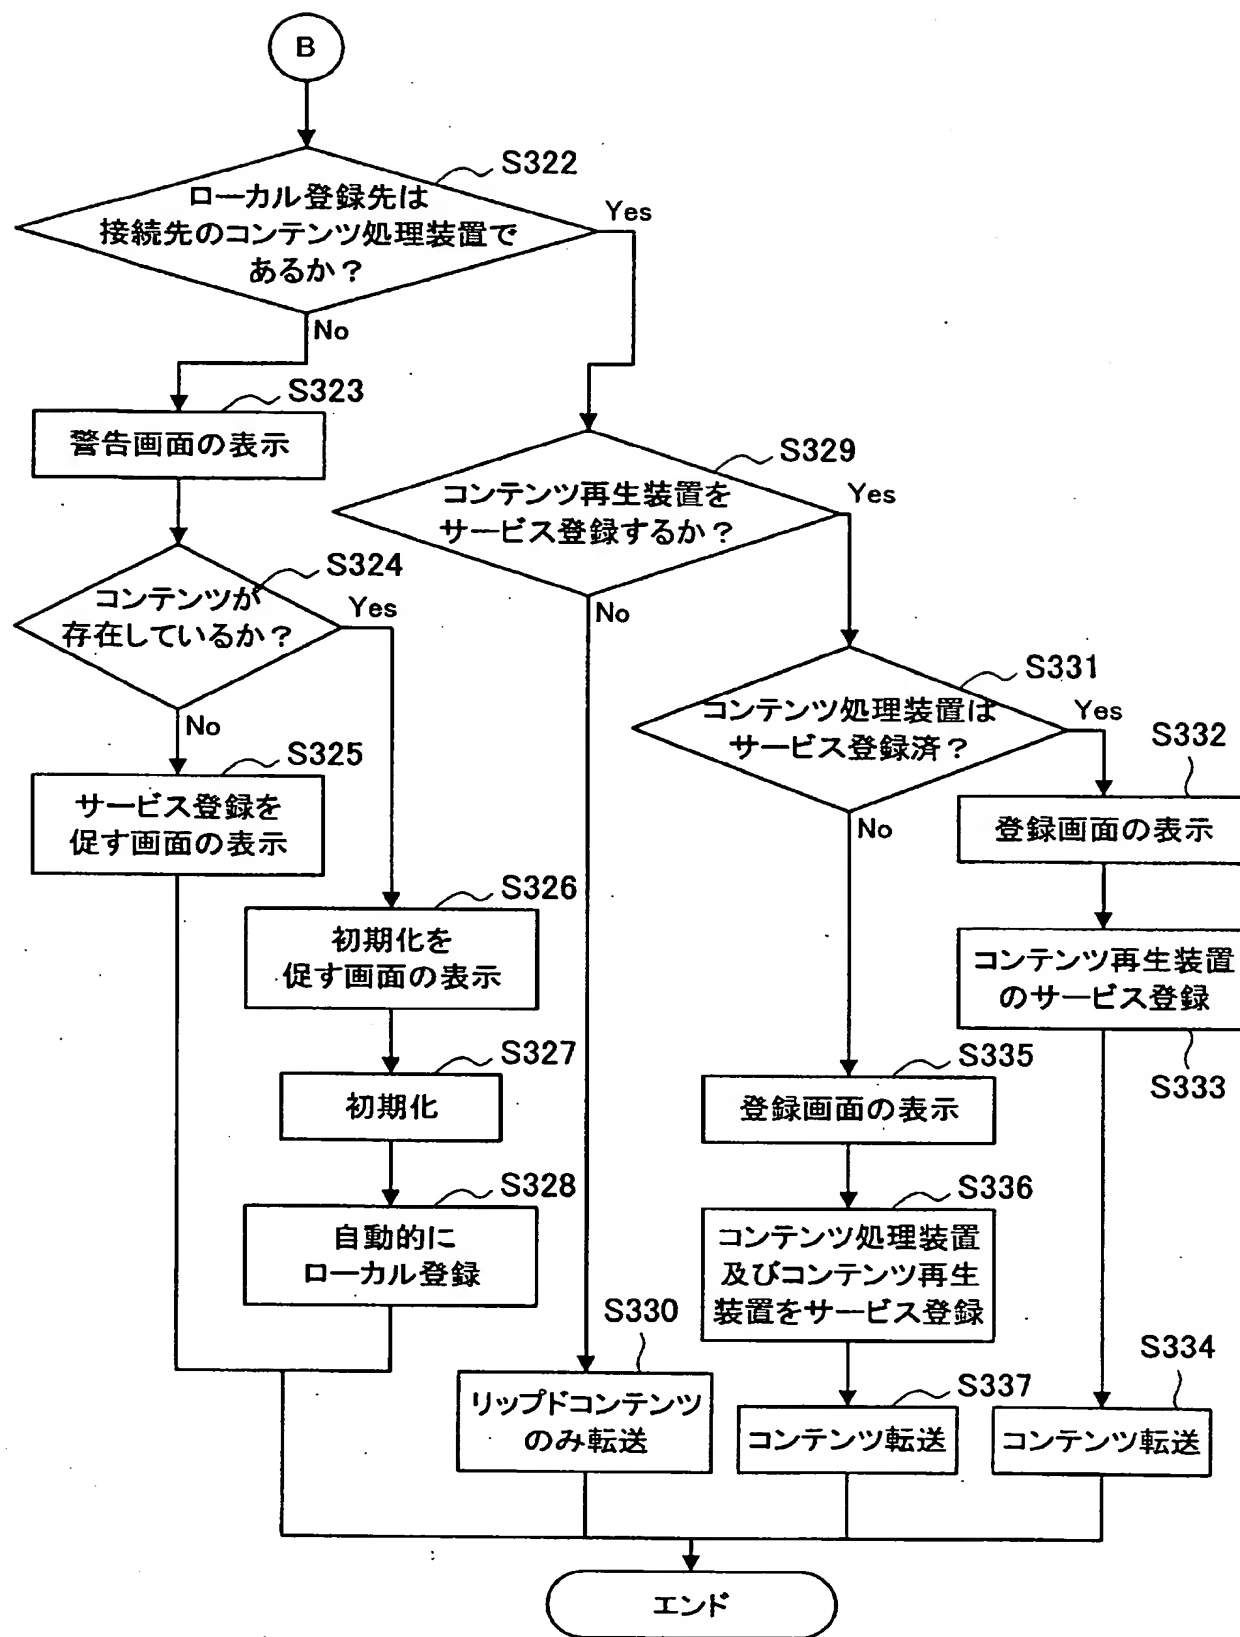 B
S322
ローカル登録先は
接続先のコンテンツ処理装置で
あるか？
Yes
No
S323
警告画面の表示
S329
コンテンツ再生装置を
サービス登録するか？
Yes
No
S324
コンテンツが
存在しているか？
Yes
No
S331
コンテンツ処理装置は
サービス登録済？
Yes
No
S325
サービス登録を
促す画面の表示
S332
登録画面の表示
S326
初期化を
促す画面の表示
コンテンツ再生装置
のサービス登録
S333
S327
初期化
S335
登録画面の表示
S328
自動的に
ローカル登録
S336
コンテンツ処理装置
及びコンテンツ再生
装置をサービス登録
S330
リップドコンテンツ
のみ転送
S337
コンテンツ転送
S334
コンテンツ転送
エンド